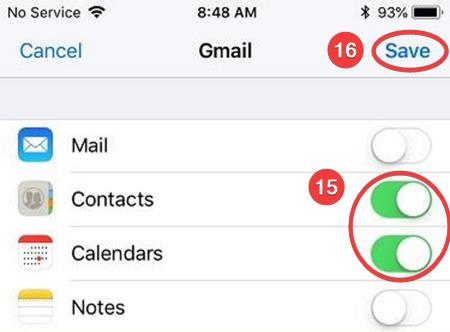 No Service 8:48 AM 93%
Cancel Gmail 16 Save
Mail
15
Contacts
Calendars
Notes